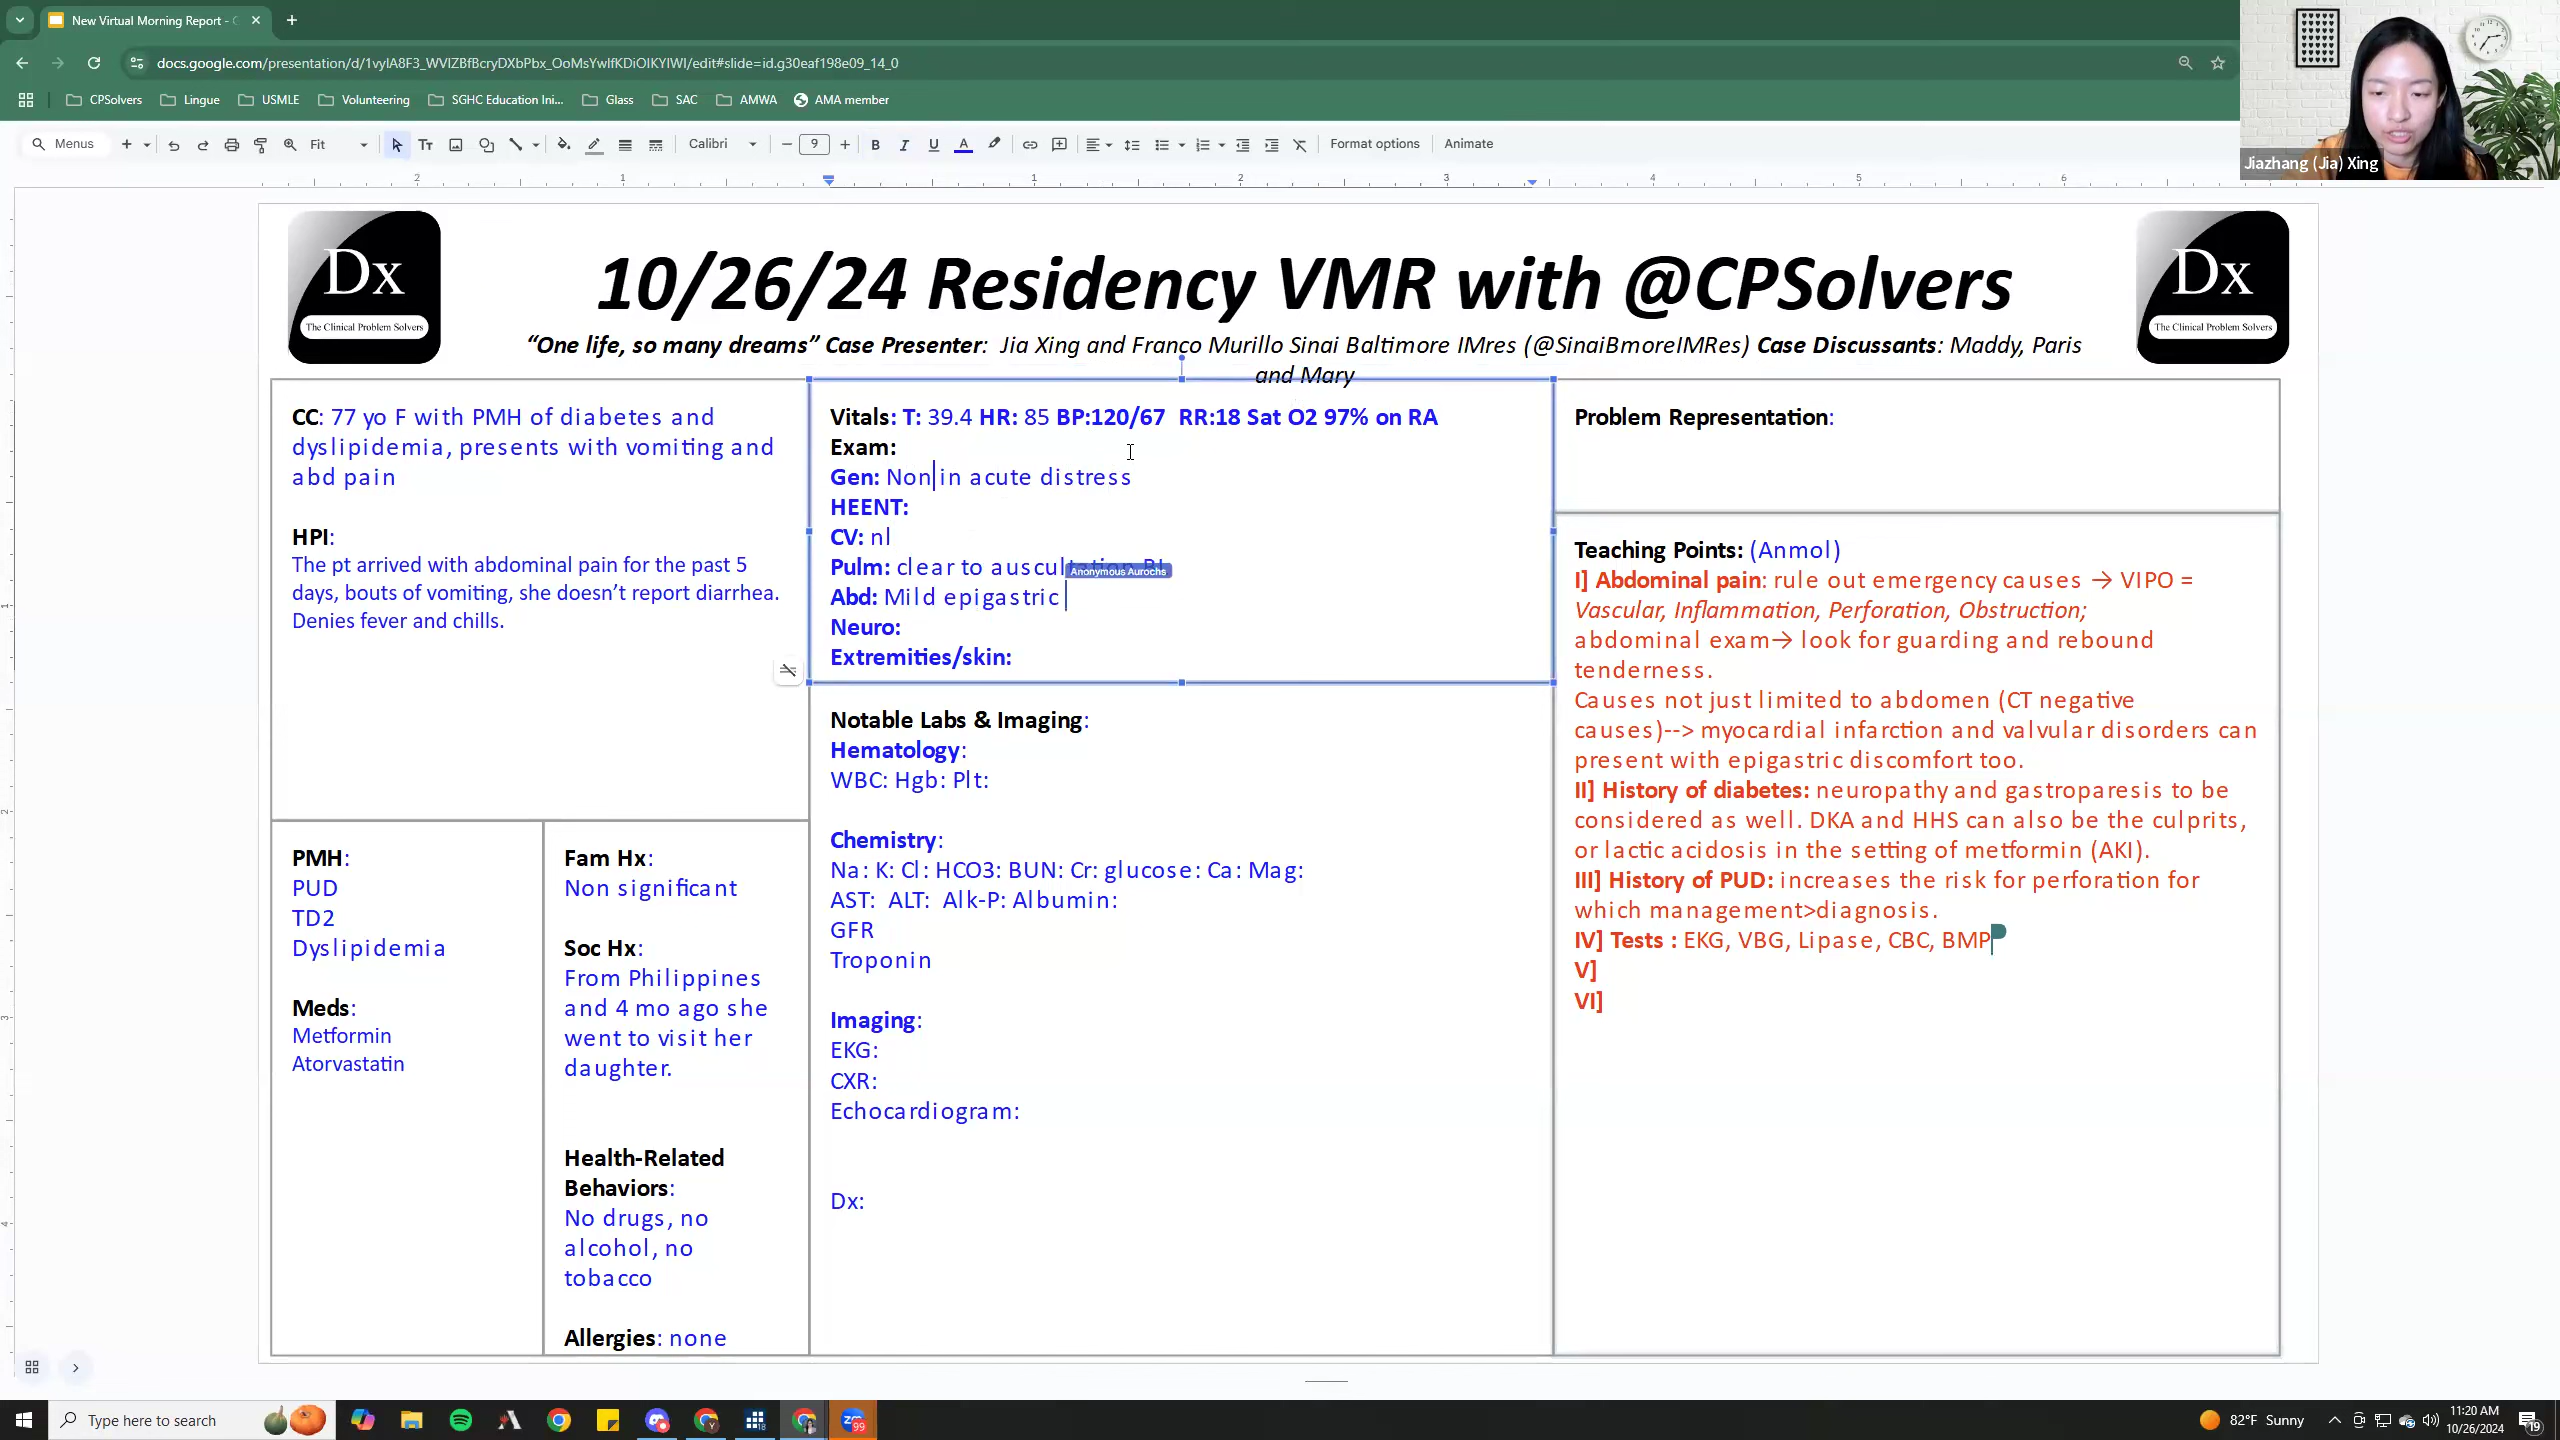 New Virtual Morning Report - C
docs.google.com/presentation/d/1vylA8F3_WVIZBfBcryDXbPbx_OoMsYwIfKDiOIKYIWI/edit#slide=id.g30eaf198e09_14_0
CPSolvers Lingue USMLE Volunteering SGHC Education Ini... Glass SAC AMWA AMA member
Menus Fit Calibri 9 B I U A Format options Animate
Jiazhang (Jia) Xing
2 1 1 2 3 4 5 6
Dx
The Clinical Problem Solvers
10/26/24 Residency VMR with @CPSolvers
“One life, so many dreams” Case Presenter: Jia Xing and Franco Murillo Sinai Baltimore IMres (@SinaiBmoreIMRes) Case Discussants: Maddy, Paris
and Mary
Dx
The Clinical Problem Solvers
CC: 77 yo F with PMH of diabetes and
dyslipidemia, presents with vomiting and
abd pain
HPI:
The pt arrived with abdominal pain for the past 5
days, bouts of vomiting, she doesn’t report diarrhea.
Denies fever and chills.
PMH:
PUD
TD2
Dyslipidemia
Meds:
Metformin
Atorvastatin
Fam Hx:
Non significant
Soc Hx:
From Philippines
and 4 mo ago she
went to visit her
daughter.
Health-Related
Behaviors:
No drugs, no
alcohol, no
tobacco
Allergies: none
Vitals: T: 39.4 HR: 85 BP:120/67 RR:18 Sat O2 97% on RA
Exam:
Gen: Non in acute distress
HEENT:
CV: nl
Pulm: clear to auscultation BL
Anonymous Aurochs
Abd: Mild epigastric
Neuro:
Extremities/skin:
Notable Labs & Imaging:
Hematology:
WBC: Hgb: Plt:
Chemistry:
Na: K: Cl: HCO3: BUN: Cr: glucose: Ca: Mag:
AST: ALT: Alk-P: Albumin:
GFR
Troponin
Imaging:
EKG:
CXR:
Echocardiogram:
Dx:
Problem Representation:
Teaching Points: (Anmol)
I] Abdominal pain: rule out emergency causes → VIPO =
Vascular, Inflammation, Perforation, Obstruction;
abdominal exam→ look for guarding and rebound
tenderness.
Causes not just limited to abdomen (CT negative
causes)--> myocardial infarction and valvular disorders can
present with epigastric discomfort too.
II] History of diabetes: neuropathy and gastroparesis to be
considered as well. DKA and HHS can also be the culprits,
or lactic acidosis in the setting of metformin (AKI).
III] History of PUD: increases the risk for perforation for
which management>diagnosis.
IV] Tests : EKG, VBG, Lipase, CBC, BMP
V]
VI]
Type here to search
99
82°F Sunny
11:20 AM
10/26/2024
19